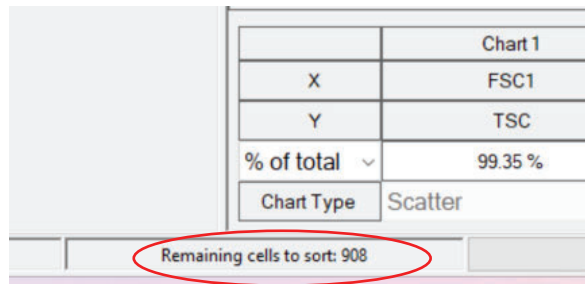 Chart 1
X FSC1
Y TSC
% of total 99.35 %
Chart Type Scatter
Remaining cells to sort: 908